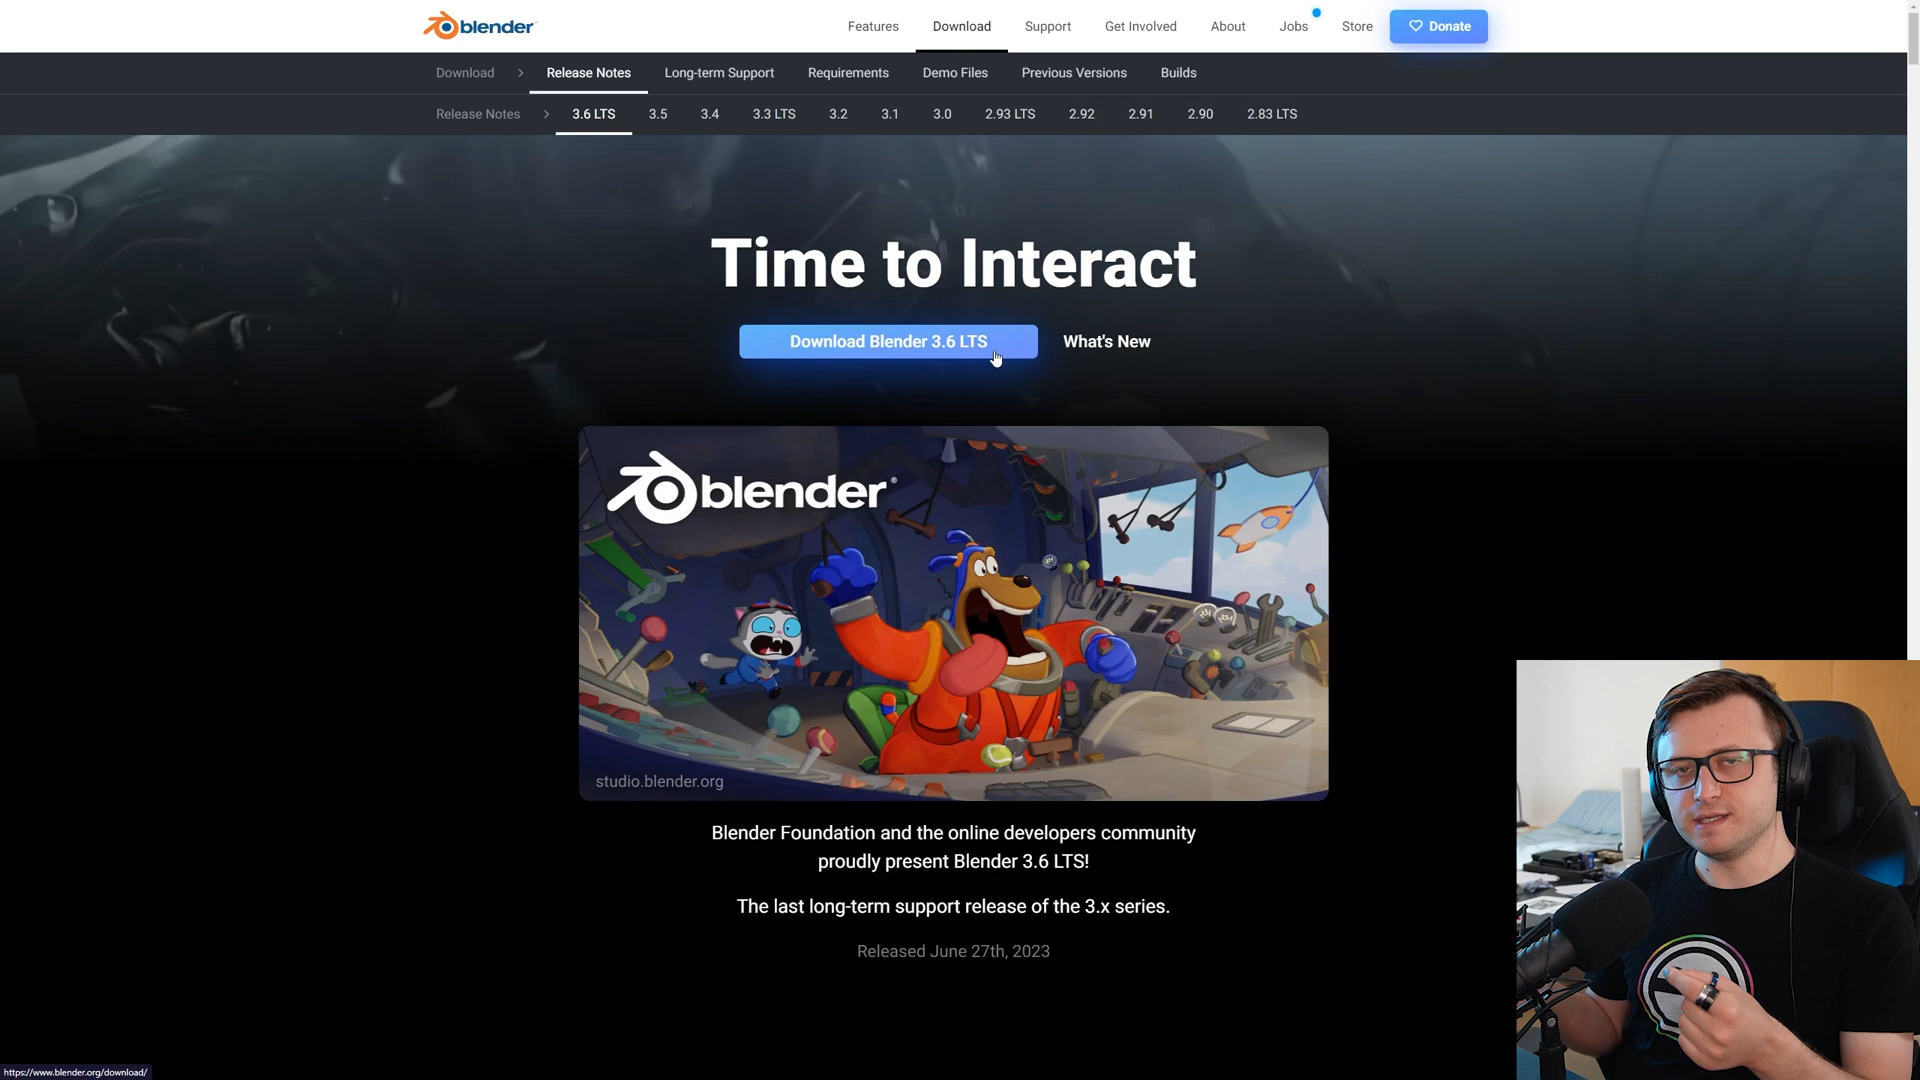 blender
Features Download Support Get Involved About Jobs Store Donate
Download > Release Notes Long-term Support Requirements Demo Files Previous Versions Builds
Release Notes > 3.6 LTS 3.5 3.4 3.3 LTS 3.2 3.1 3.0 2.93 LTS 2.92 2.91 2.90 2.83 LTS
Time to Interact
Download Blender 3.6 LTS What's New
blender®
studio.blender.org
Blender Foundation and the online developers community
proudly present Blender 3.6 LTS!
The last long-term support release of the 3.x series.
Released June 27th, 2023
https://www.blender.org/download/